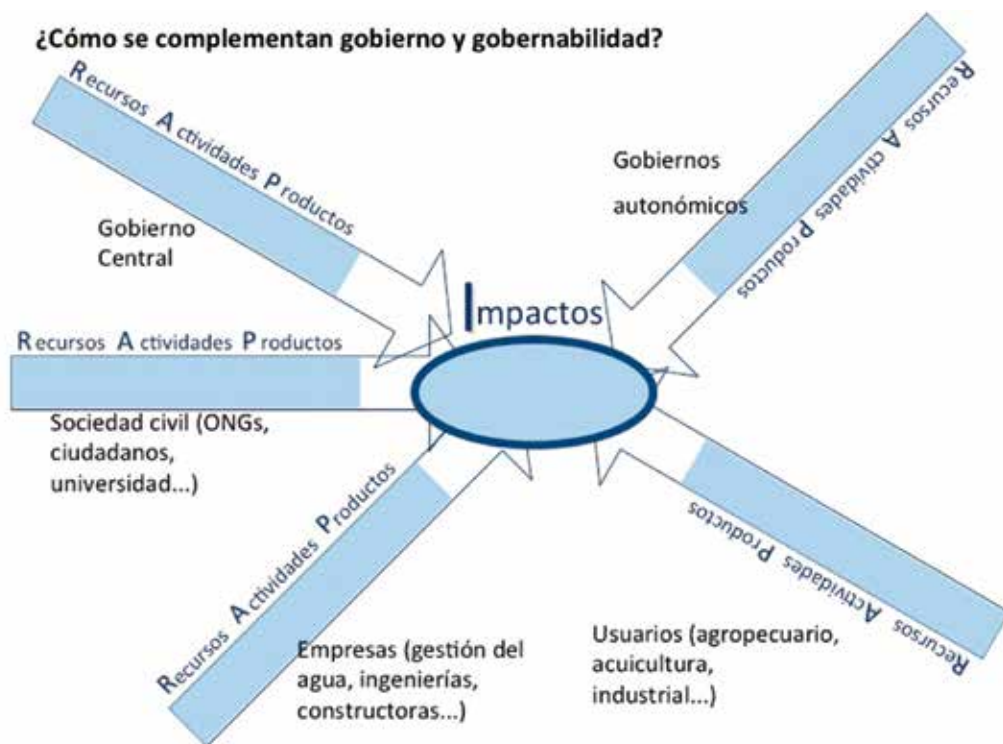 ¿Cómo se complementan gobierno y gobernabilidad?
Recursos Actividades Productos
Gobierno
Central
Recursos Actividades Productos
Gobiernos
autonómicos
Impactos
Recursos Actividades Productos
Sociedad civil (ONGs,
ciudadanos,
universidad...)
Recursos Actividades Productos
Empresas (gestión del
agua, ingenierías,
constructoras...)
Recursos Actividades Productos
Usuarios (agropecuario,
acuicultura,
industrial...)